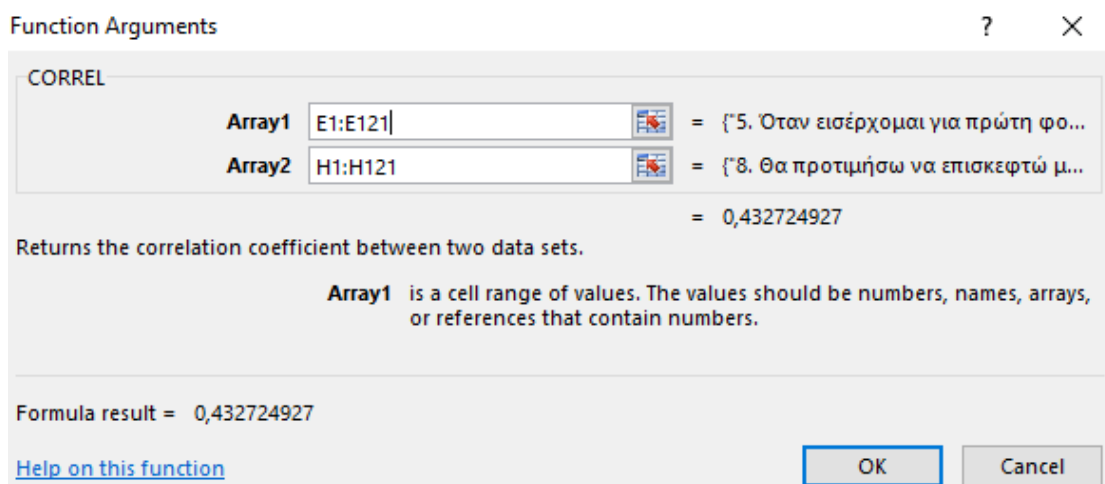 Function Arguments ? ×
CORREL
Array1 E1:E121 = {"5. Όταν εισέρχομαι για πρώτη φο...
Array2 H1:H121 = {"8. Θα προτιμήσω να επισκεφτώ μ...
= 0,432724927
Returns the correlation coefficient between two data sets.
Array1 is a cell range of values. The values should be numbers, names, arrays,
or references that contain numbers.
Formula result = 0,432724927
Help on this function OK Cancel